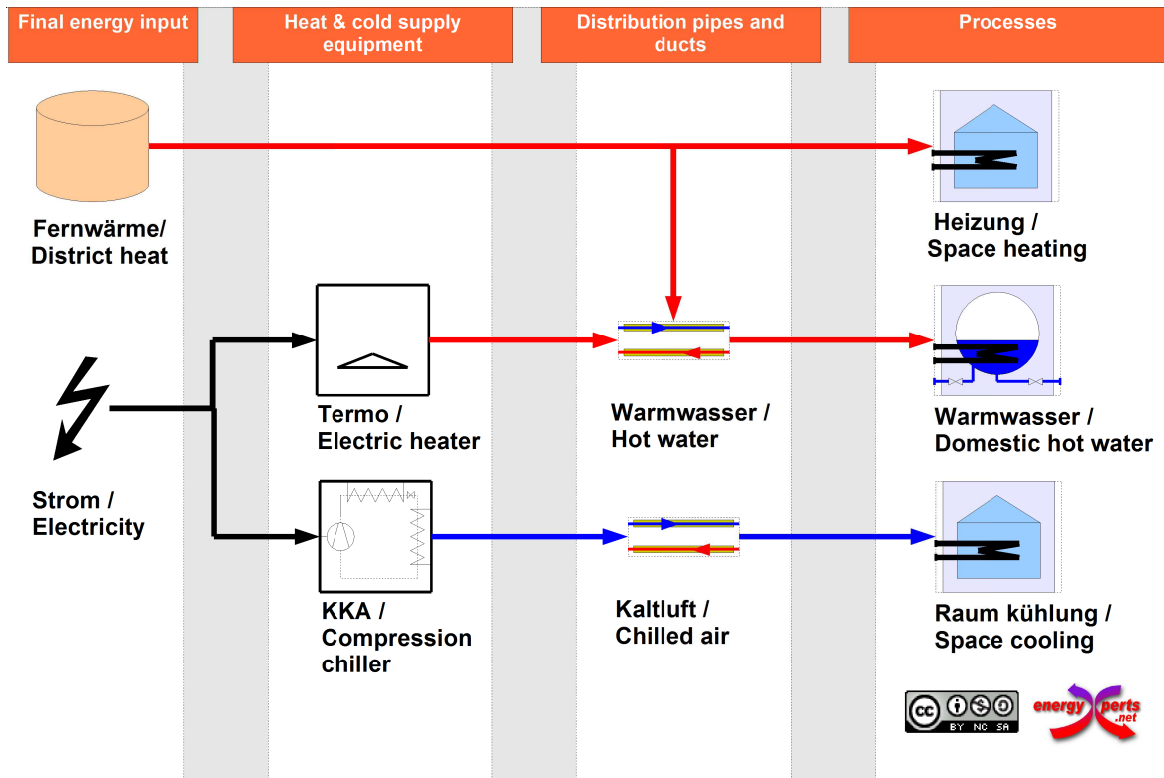 Final energy input
Heat & cold supply
equipment
Distribution pipes and
ducts
Processes
Fernwärme/
District heat
Heizung /
Space heating
Termo /
Electric heater
Warmwasser /
Hot water
Warmwasser /
Domestic hot water
Strom /
Electricity
KKA /
Compression
chiller
Kaltluft /
Chilled air
Raum kühlung /
Space cooling
cc
BY NC SA
energyXperts
.net